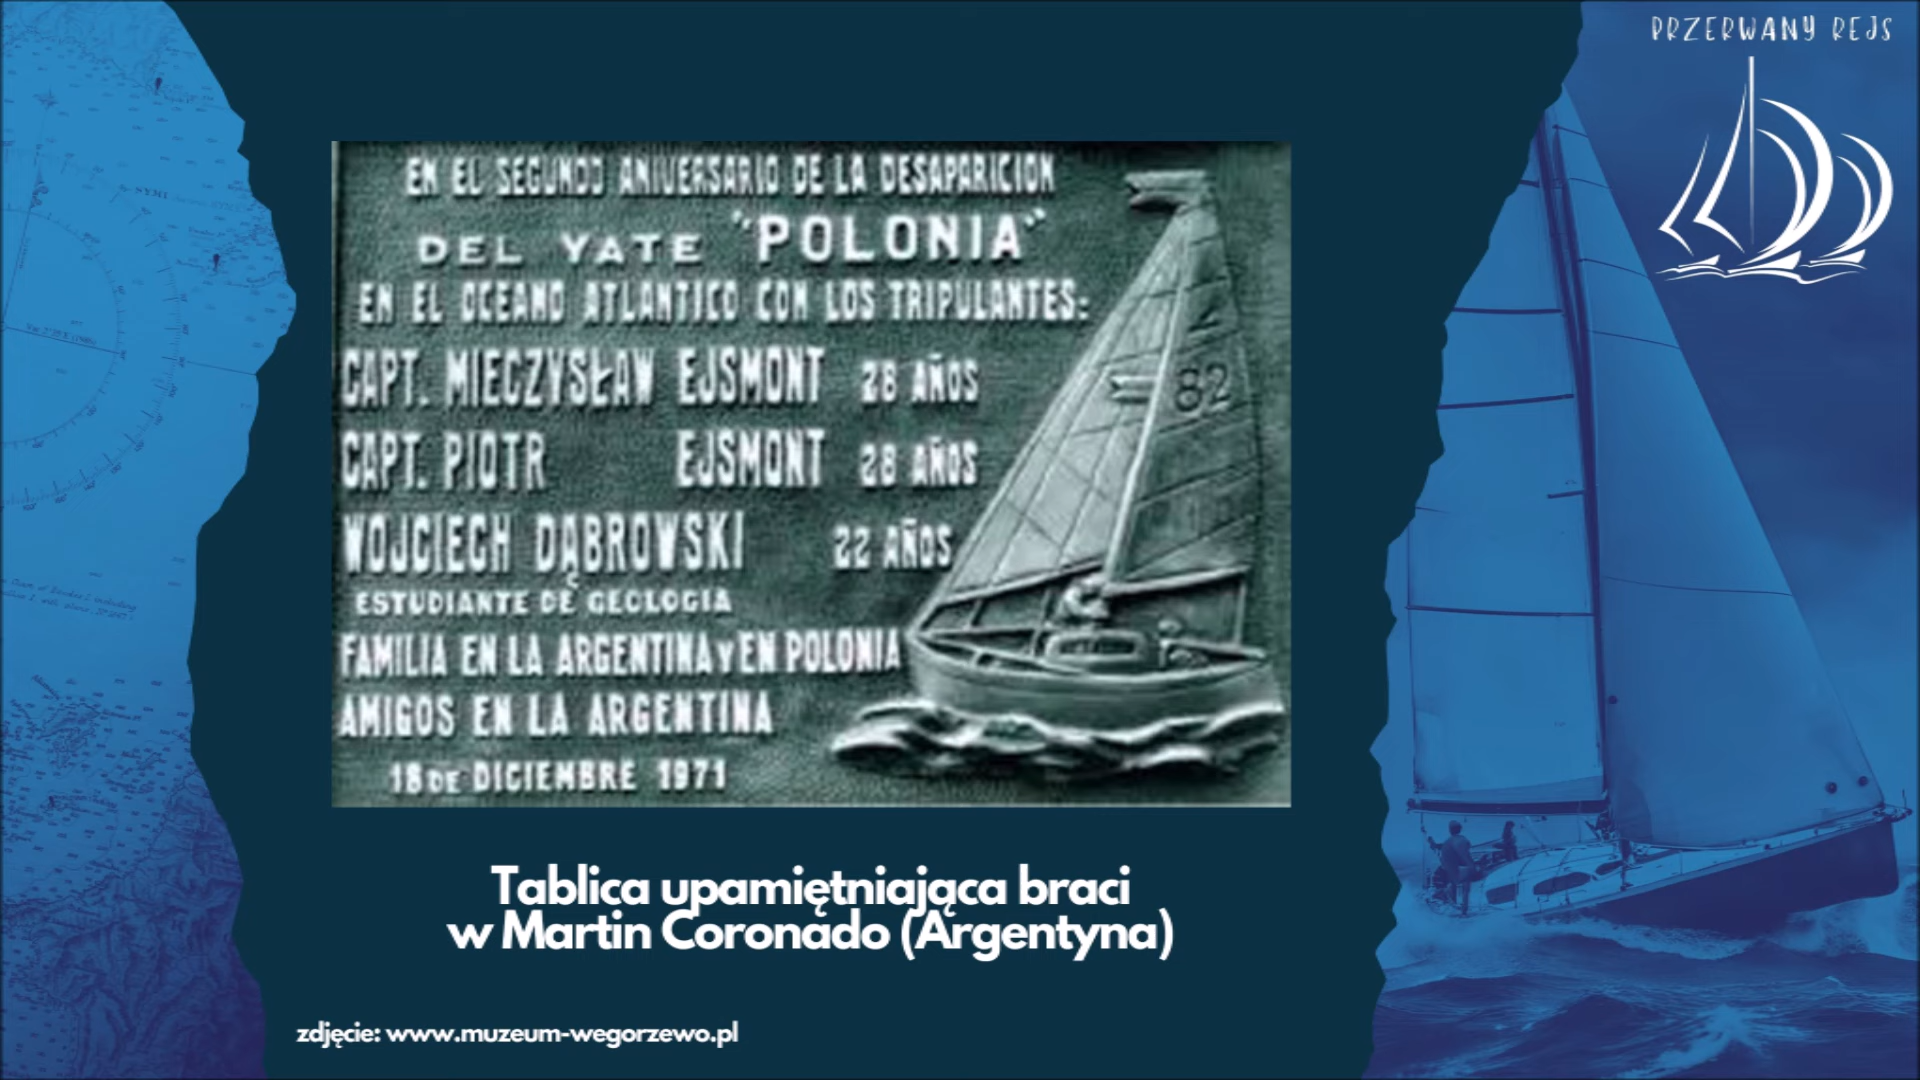 PRZERWANY REJS
EN EL SEGUNDO ANIVERSARIO DE LA DESAPARICION
DEL YATE "POLONIA"
EN EL OCEANO ATLANTICO CON LOS TRIPULANTES:
CAPT. MIECZYSŁAW EJSMONT 28 AÑOS
CAPT. PIOTR EJSMONT 28 AÑOS
WOJCIECH DĄBROWSKI 22 AÑOS
ESTUDIANTE DE GEOLOGIA
FAMILIA EN LA ARGENTINA Y EN POLONIA
AMIGOS EN LA ARGENTINA
18 DE DICIEMBRE 1971
82
Tablica upamiętniająca braci
w Martin Coronado (Argentyna)
zdjęcie: www.muzeum-wegorzewo.pl
SYMI